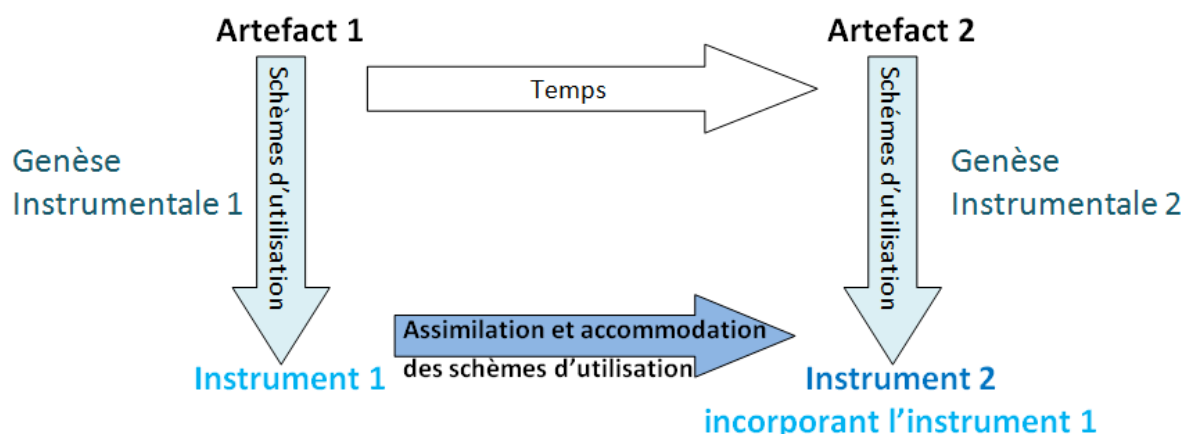 Artefact 1
Artefact 2
Schèmes d'utilisation
Temps
Schémes d'utilisation
Genèse
Instrumentale 1
Genèse
Instrumentale 2
Assimilation et accommodation
des schèmes d'utilisation
Instrument 1
Instrument 2
incorporant l'instrument 1